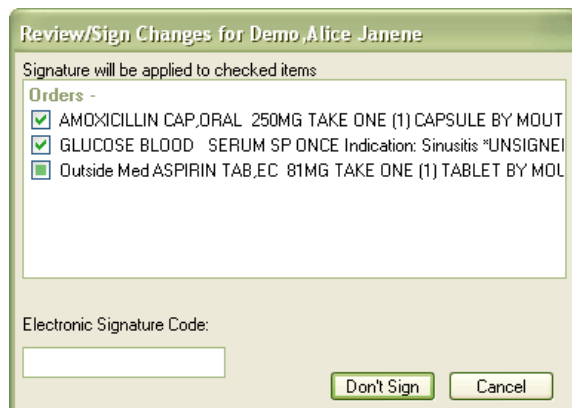 Review/Sign Changes for Demo,Alice Janene
Signature will be applied to checked items
Orders -
AMOXICILLIN CAP,ORAL 250MG TAKE ONE (1) CAPSULE BY MOUT
GLUCOSE BLOOD SERUM SP ONCE Indication: Sinusitis *UNSIGNE
Outside Med ASPIRIN TAB,EC 81MG TAKE ONE (1) TABLET BY MOU
Electronic Signature Code:
Don't Sign Cancel